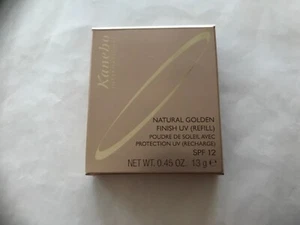 Kanebo
NATURAL GOLDEN
FINISH UV (REFILL)
POUDRE DE SOLEIL AVEC
PROTECTION UV (RECHARGE)
SPF 12
NET WT. 0.45 OZ. 13 g ℮